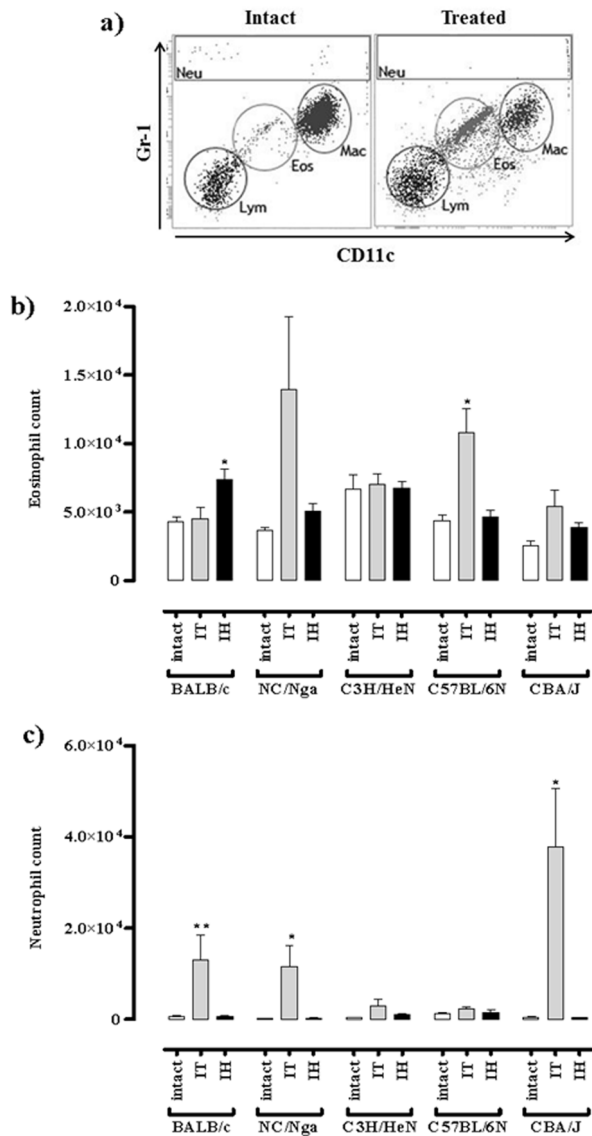 a)
Intact Treated
Neu Neu
Gr-1
Mac Mac
Eos Eos
Lym Lym
CD11c
b)
2.0×10⁴
1.5×10⁴
1.0×10⁴
5.0×10³
0
Eosinophil count
* *
intact IT IH intact IT IH intact IT IH intact IT IH intact IT IH
BALB/c NC/Nga C3H/HeN C57BL/6N CBA/J
c)
6.0×10⁴
4.0×10⁴
2.0×10⁴
0
Neutrophil count
** * *
intact IT IH intact IT IH intact IT IH intact IT IH intact IT IH
BALB/c NC/Nga C3H/HeN C57BL/6N CBA/J